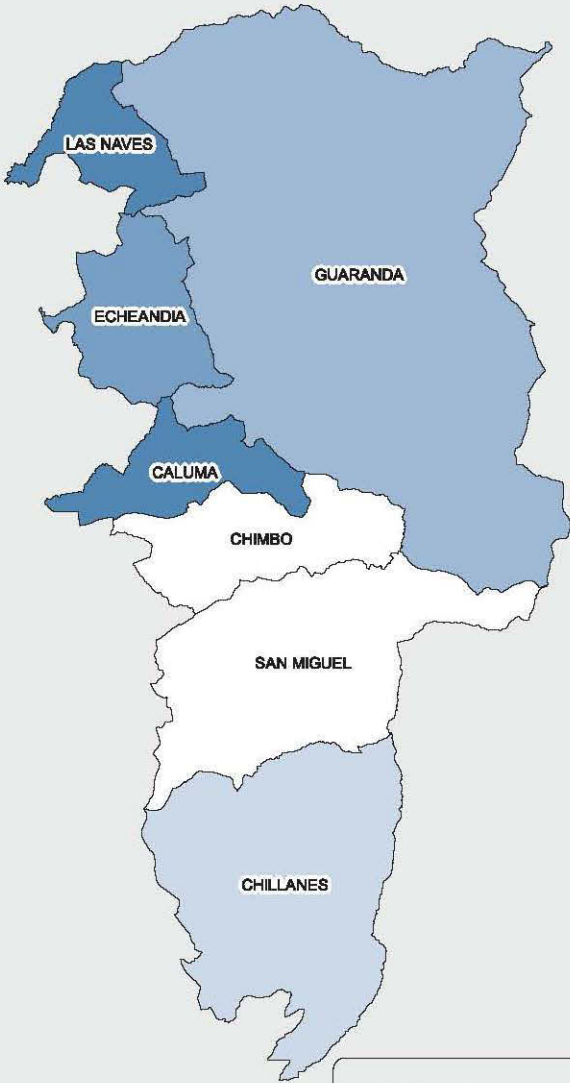 LAS NAVES
GUARANDA
ECHEANDIA
CALUMA
CHIMBO
SAN MIGUEL
CHILLANES